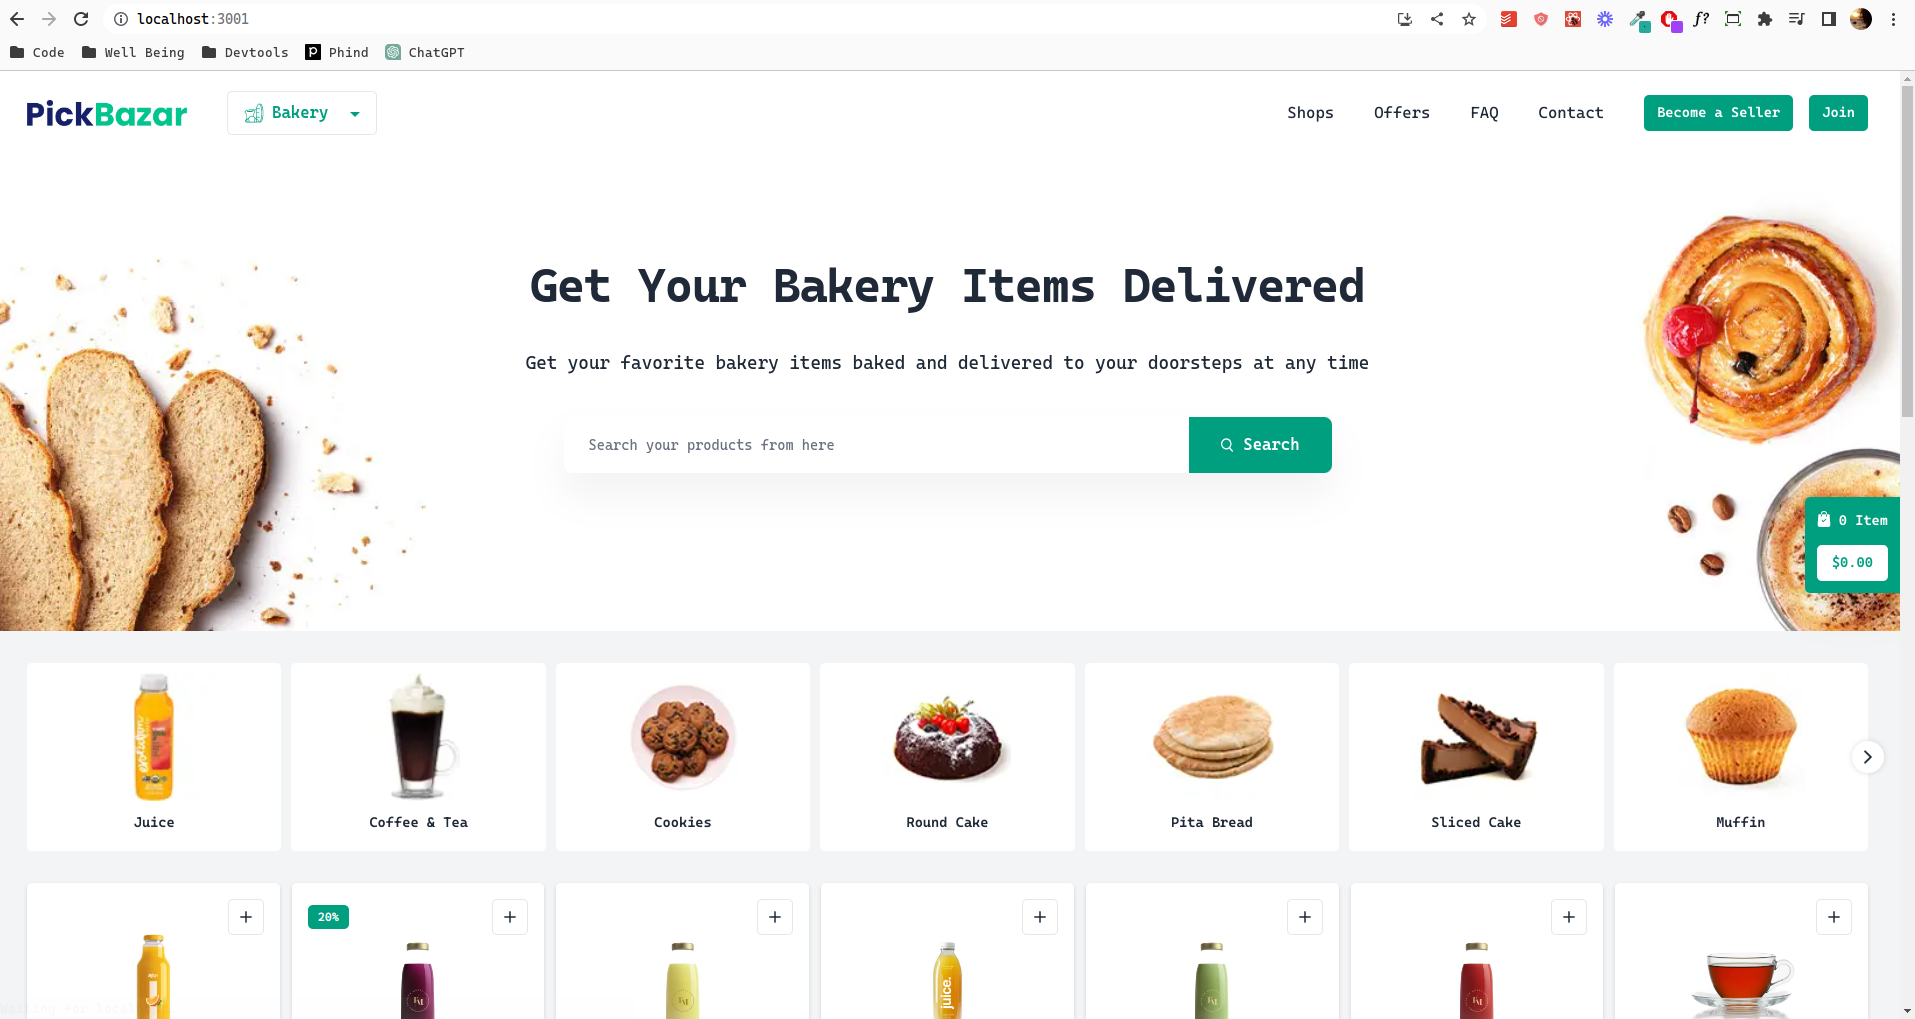 localhost:3001
Code Well Being Devtools Phind ChatGPT
PickBazar Bakery Shops Offers FAQ Contact Become a Seller Join
Get Your Bakery Items Delivered
Get your favorite bakery items baked and delivered to your doorsteps at any time
Search your products from here Search
0 Item
$0.00
Juice Coffee & Tea Cookies Round Cake Pita Bread Sliced Cake Muffin
20%
juice.